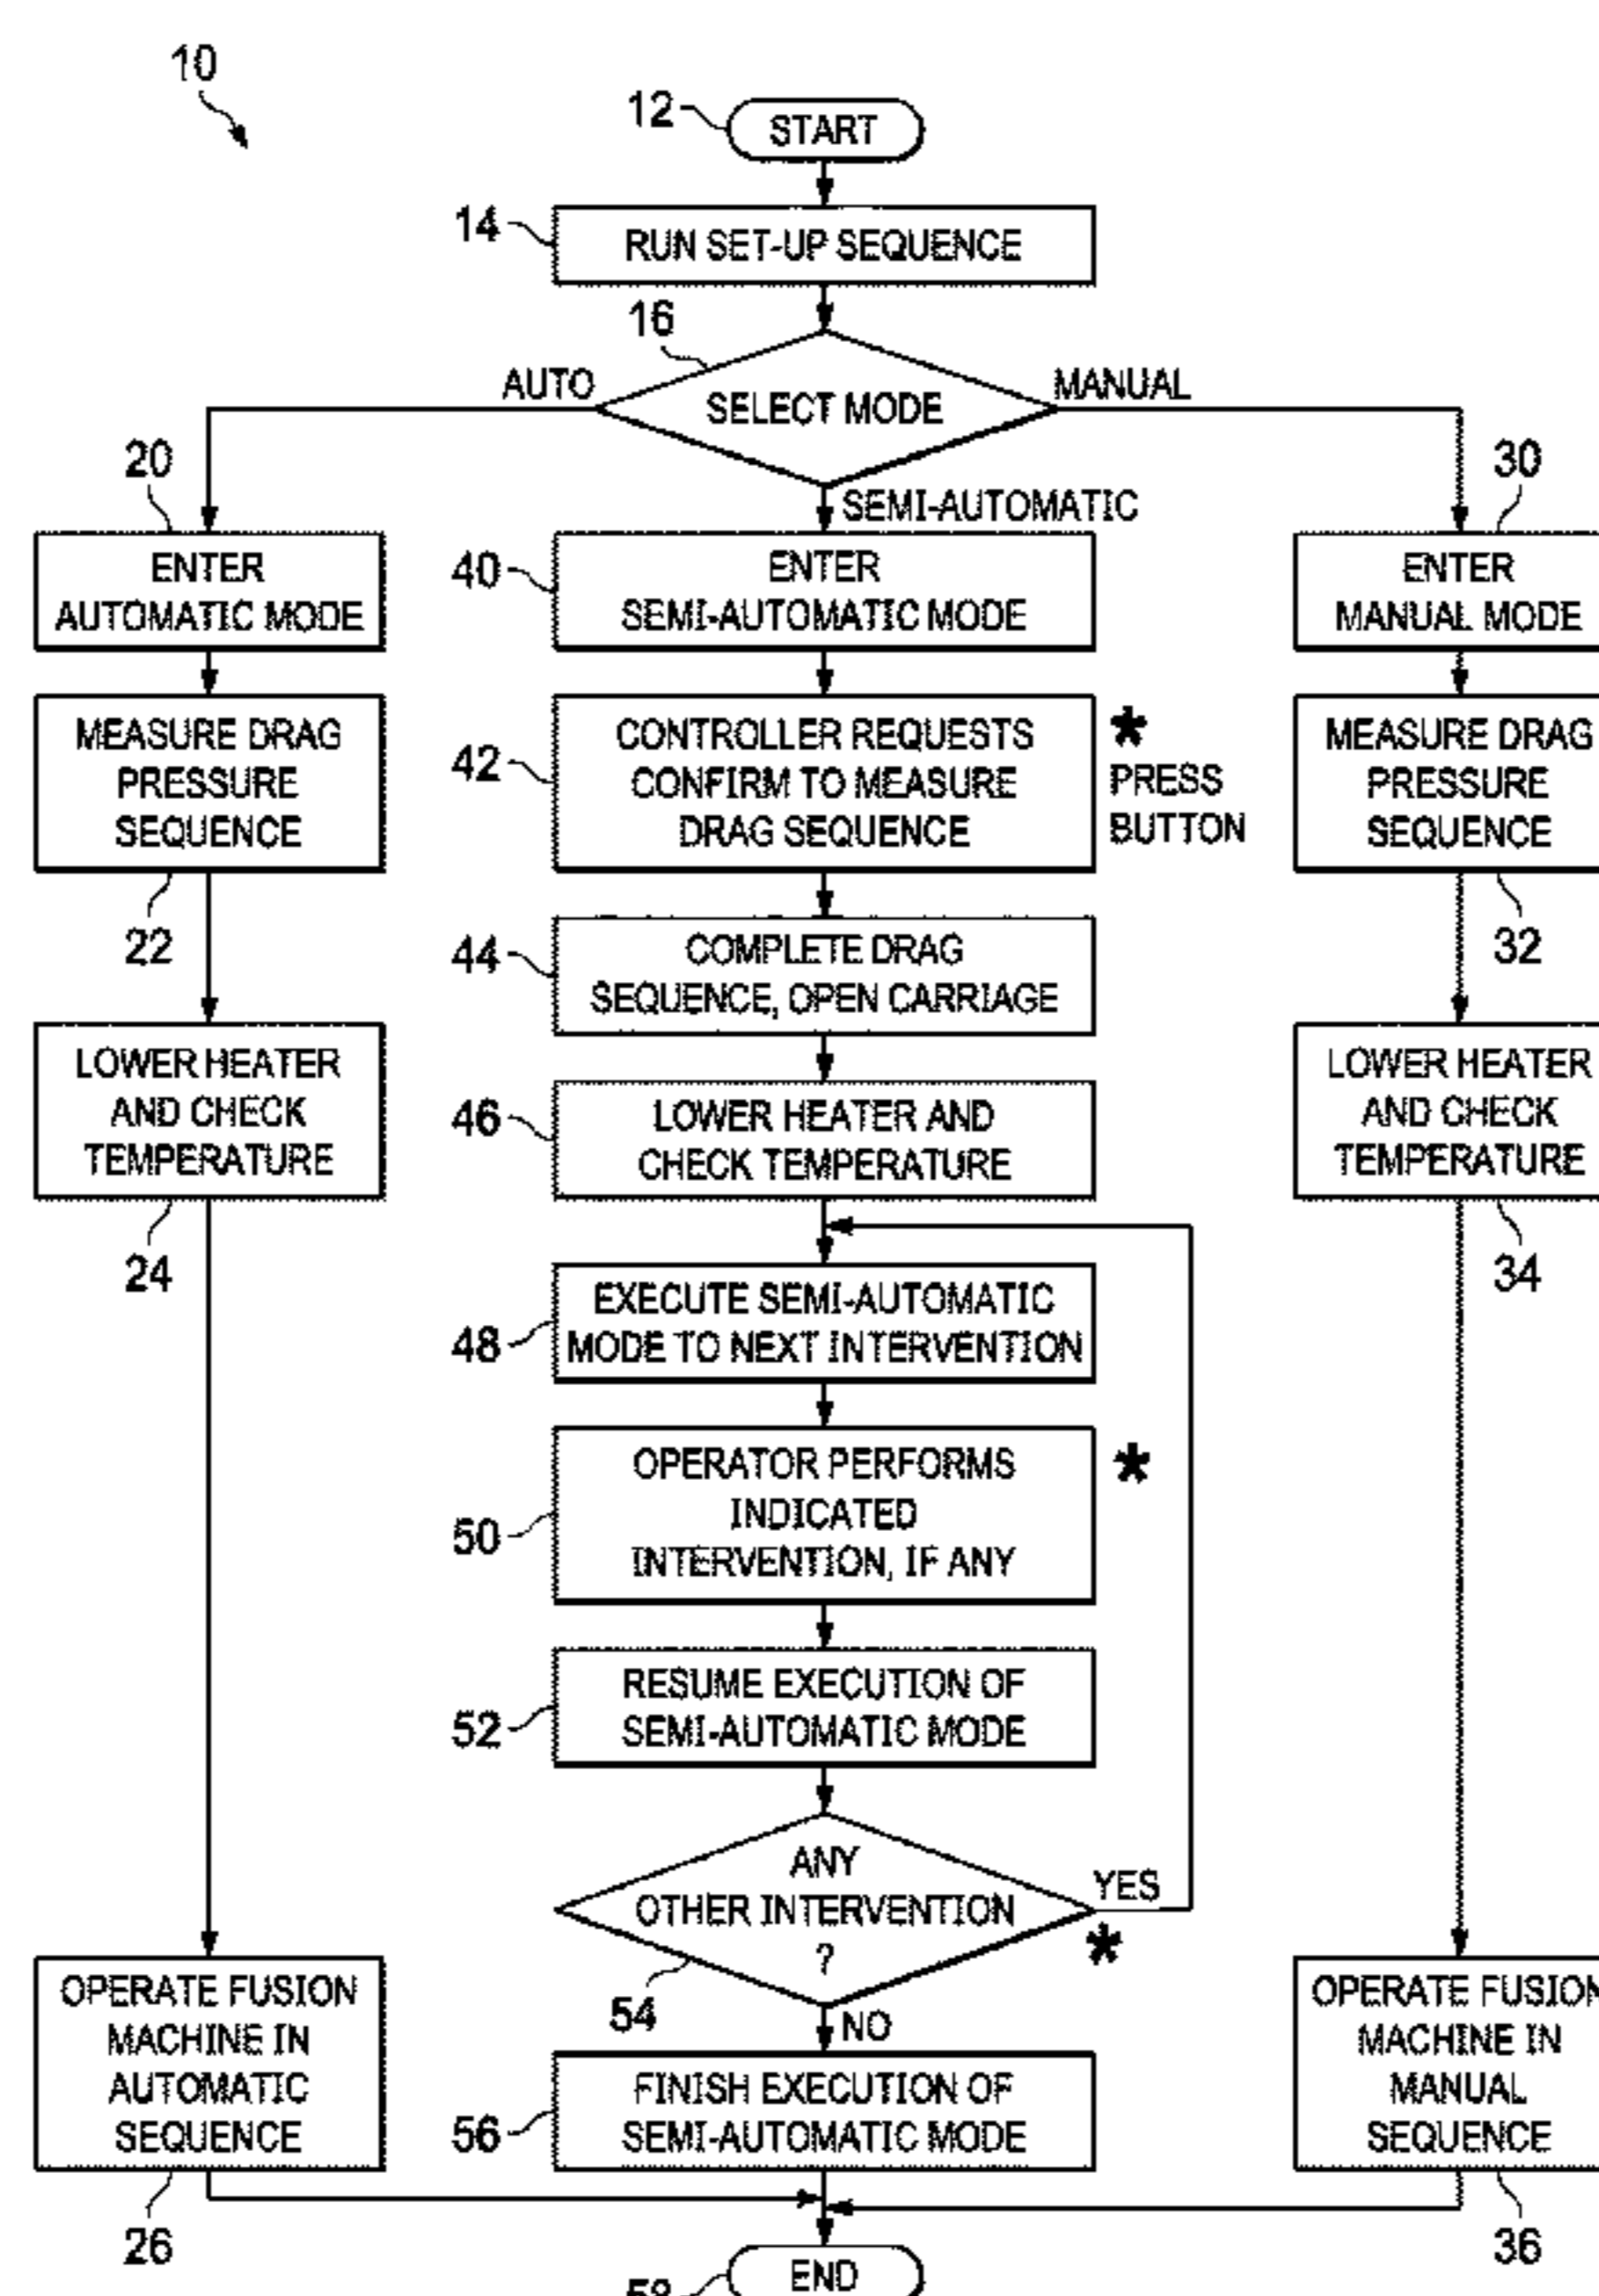 10
12
START
14
RUN SET-UP SEQUENCE
16
AUTO
SELECT MODE
MANUAL
SEMI-AUTOMATIC
20
ENTER
AUTOMATIC MODE
40
ENTER
SEMI-AUTOMATIC MODE
30
ENTER
MANUAL MODE
MEASURE DRAG
PRESSURE
SEQUENCE
22
42
CONTROLLER REQUESTS
CONFIRM TO MEASURE
DRAG SEQUENCE
*
PRESS
BUTTON
MEASURE DRAG
PRESSURE
SEQUENCE
32
44
COMPLETE DRAG
SEQUENCE, OPEN CARRIAGE
LOWER HEATER
AND CHECK
TEMPERATURE
24
46
LOWER HEATER AND
CHECK TEMPERATURE
LOWER HEATER
AND CHECK
TEMPERATURE
34
48
EXECUTE SEMI-AUTOMATIC
MODE TO NEXT INTERVENTION
50
OPERATOR PERFORMS
INDICATED
INTERVENTION, IF ANY
*
52
RESUME EXECUTION OF
SEMI-AUTOMATIC MODE
ANY
OTHER INTERVENTION
?
YES
*
54
NO
OPERATE FUSION
MACHINE IN
AUTOMATIC
SEQUENCE
26
56
FINISH EXECUTION OF
SEMI-AUTOMATIC MODE
OPERATE FUSION
MACHINE IN
MANUAL
SEQUENCE
36
58
END